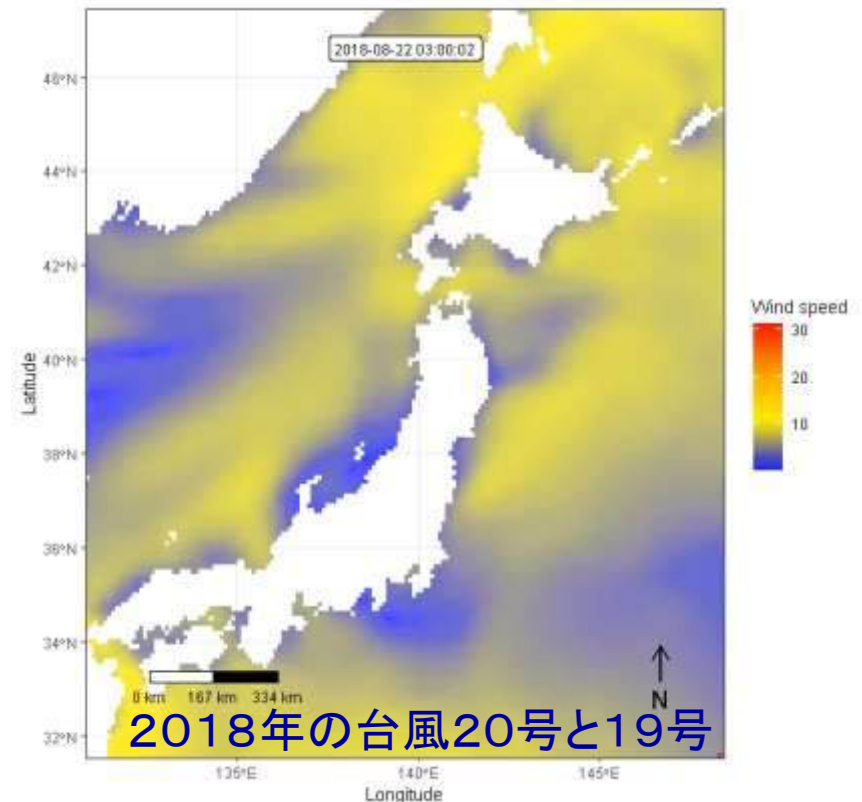 2018-08-22 03:00:02
46°N
44°N
42°N
40°N
38°N
36°N
34°N
32°N
Latitude
Wind speed
30
20
10
0 km 167 km 334 km
N
2018年の台風20号と19号
135°E 140°E 145°E
Longitude